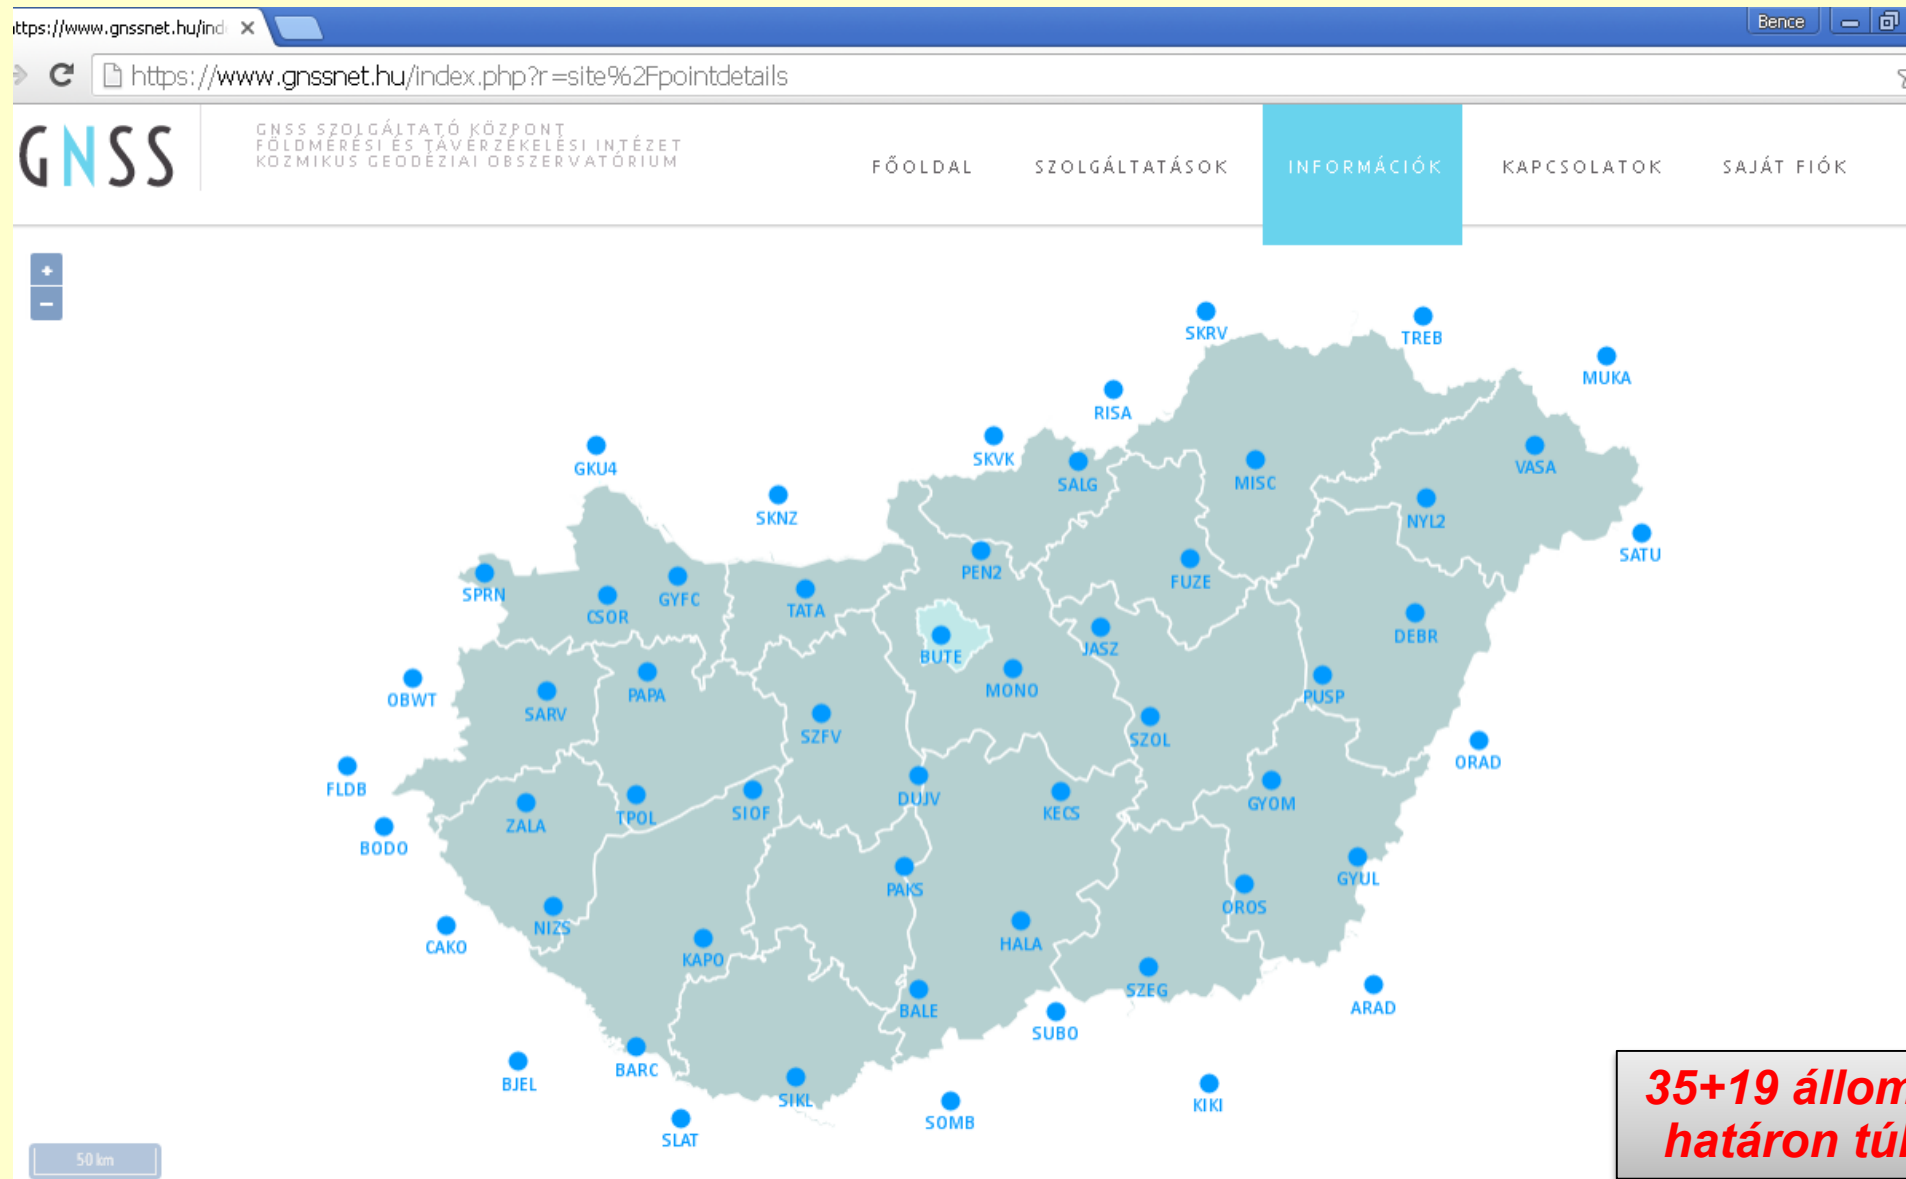 https://www.gnssnet.hu/ind
Bence
https://www.gnssnet.hu/index.php?r=site%2Fpointdetails
GNSS
GNSS SZOLGÁLTATÓ KÖZPONT
FÖLDMÉRÉSI ÉS TÁVÉRZÉKELÉSI INTÉZET
KOZMIKUS GEODÉZIAI OBSZERVATÓRIUM
FŐOLDAL SZOLGÁLTATÁSOK INFORMÁCIÓK KAPCSOLATOK SAJÁT FIÓK
+
−
SKRV
TREB
MUKA
RISA
SKVK
GKU4
SALG
MISC
VASA
SKNZ
NYL2
SATU
PEN2
FUZE
SPRN
GYFC
CSOR
TATA
DEBR
BUTE
JASZ
OBWT
SARV
PAPA
MONO
PUSP
SZFV
SZOL
ORAD
FLDB
ZALA
TPOL
SIOF
DUJV
KECS
GYOM
BODO
PAKS
GYUL
OROS
NIZS
CAKO
KAPO
HALA
SZEG
BALE
ARAD
SUBO
BJEL
BARC
SIKL
KIKI
SLAT
SOMB
50 km
35+19 állom
határon túl